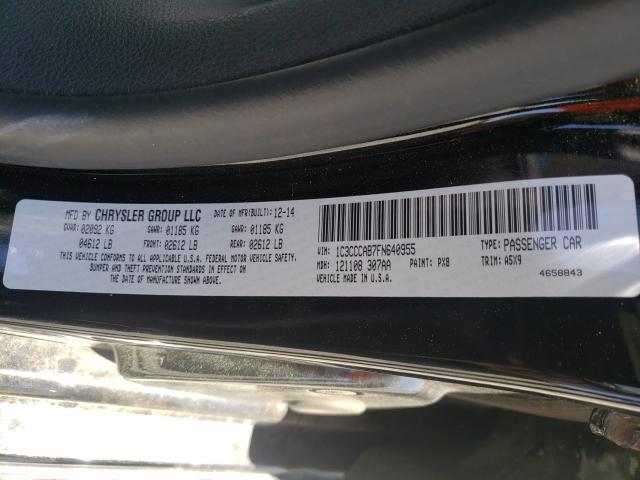 MFD BY CHRYSLER GROUP LLC DATE OF MFR(BUILT): 12-14
GVWR: 02092 KG GAWR: 01185 KG GAWR: 01185 KG
04612 LB FRONT: 02612 LB REAR: 02612 LB
THIS VEHICLE CONFORMS TO ALL APPLICABLE U.S.A. FEDERAL MOTOR VEHICLE SAFETY,
BUMPER AND THEFT PREVENTION STANDARDS IN EFFECT ON
THE DATE OF MANUFACTURE SHOWN ABOVE.
VIN: 1C3CCCAB7FN640955 TYPE: PASSENGER CAR
MDH: 121108 307AA PAINT: PX8 TRIM: A5X9
VEHICLE MADE IN U.S.A. 4658843